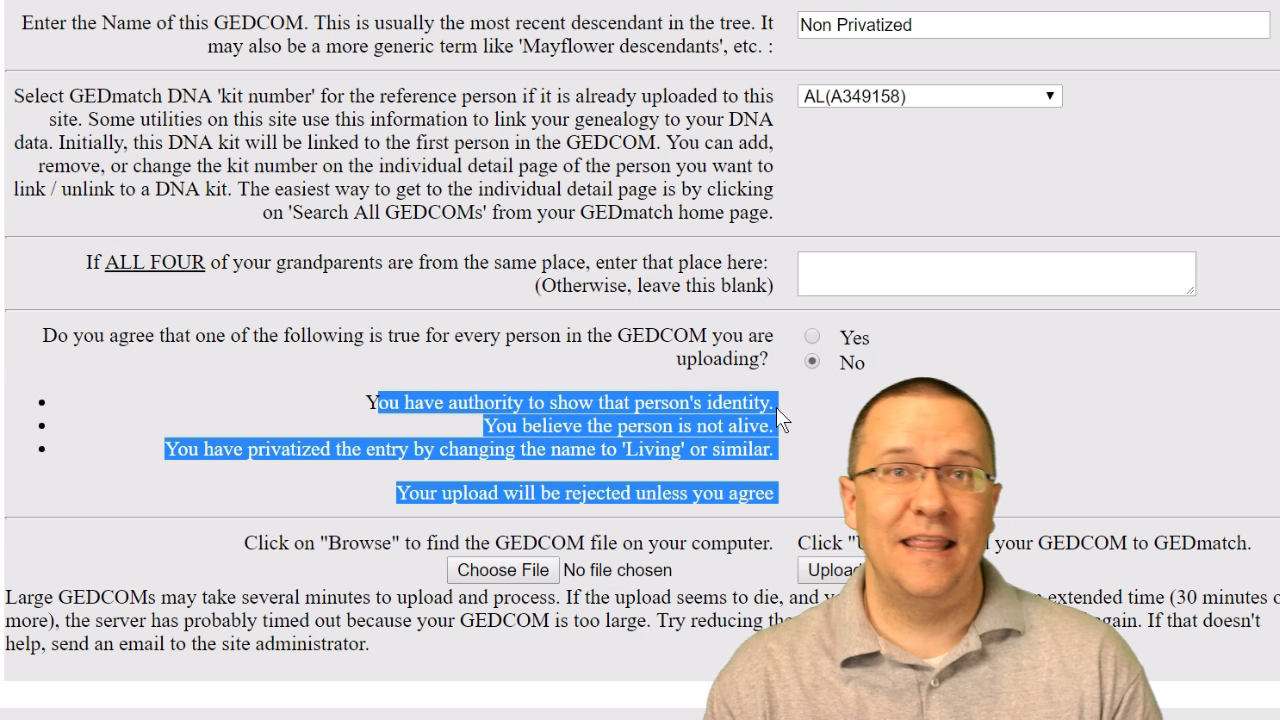 Enter the Name of this GEDCOM. This is usually the most recent descendant in the tree. It
may also be a more generic term like 'Mayflower descendants', etc. :
Non Privatized
Select GEDmatch DNA 'kit number' for the reference person if it is already uploaded to this
site. Some utilities on this site use this information to link your genealogy to your DNA
data. Initially, this DNA kit will be linked to the first person in the GEDCOM. You can add,
remove, or change the kit number on the individual detail page of the person you want to
link / unlink to a DNA kit. The easiest way to get to the individual detail page is by clicking
on 'Search All GEDCOMs' from your GEDmatch home page.
AL(A349158)
If ALL FOUR of your grandparents are from the same place, enter that place here:
(Otherwise, leave this blank)
Do you agree that one of the following is true for every person in the GEDCOM you are
uploading?
Yes
No
You have authority to show that person's identity.
You believe the person is not alive.
You have privatized the entry by changing the name to 'Living' or similar.
Your upload will be rejected unless you agree
Click on "Browse" to find the GEDCOM file on your computer.
Choose File No file chosen
Click your GEDCOM to GEDmatch.
Upload
Large GEDCOMs may take several minutes to upload and process. If the upload seems to die, and extended time (30 minutes
more), the server has probably timed out because your GEDCOM is too large. Try reducing again. If that doesn't
help, send an email to the site administrator.